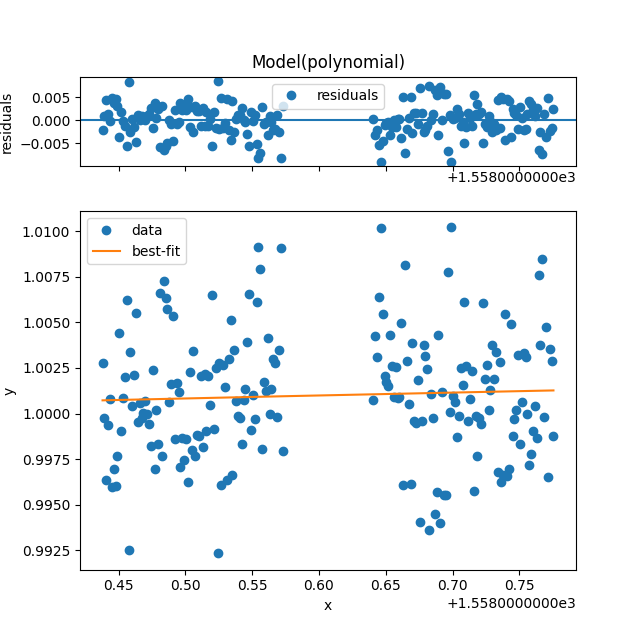 Model(polynomial)
residuals
0.005
0.000
−0.005
residuals
+1.5580000000e3
data
best-fit
1.0100
1.0075
1.0050
1.0025
1.0000
0.9975
0.9950
0.9925
y
0.45
0.50
0.55
0.60
0.65
0.70
0.75
x
+1.5580000000e3